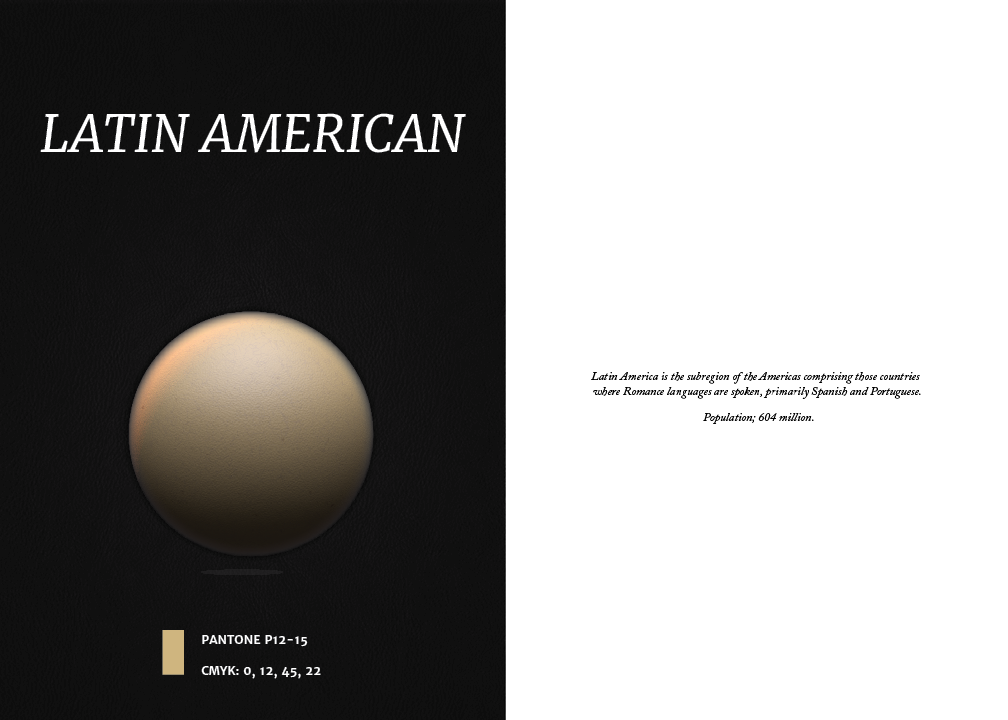 LATIN AMERICAN
PANTONE P12-15
CMYK: 0, 12, 45, 22
Latin America is the subregion of the Americas comprising those countries
where Romance languages are spoken, primarily Spanish and Portuguese.
Population; 604 million.